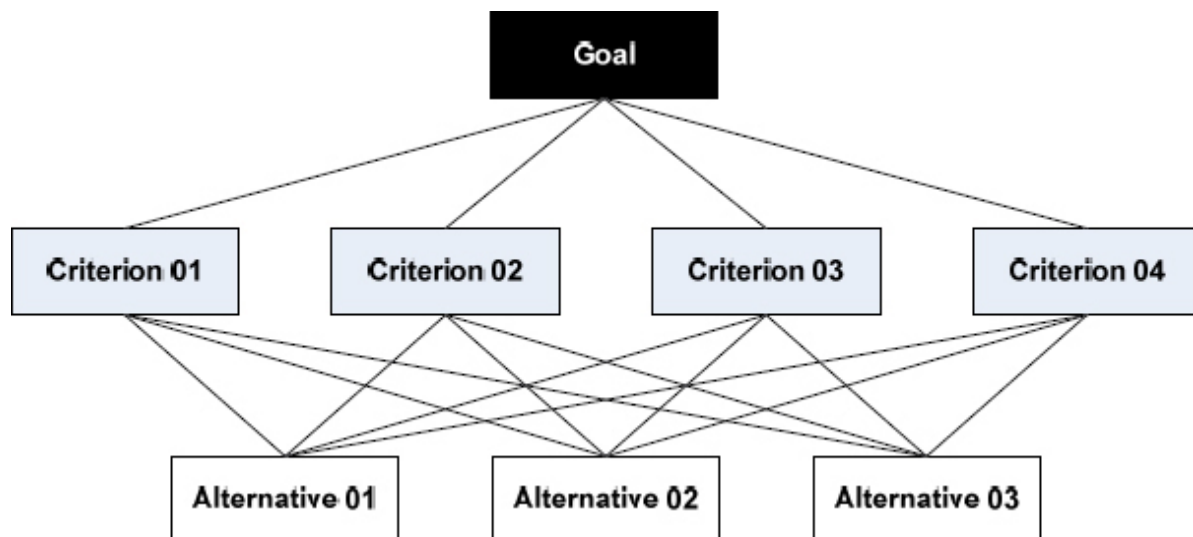 Goal
Criterion 01
Criterion 02
Criterion 03
Criterion 04
Alternative 01
Alternative 02
Alternative 03